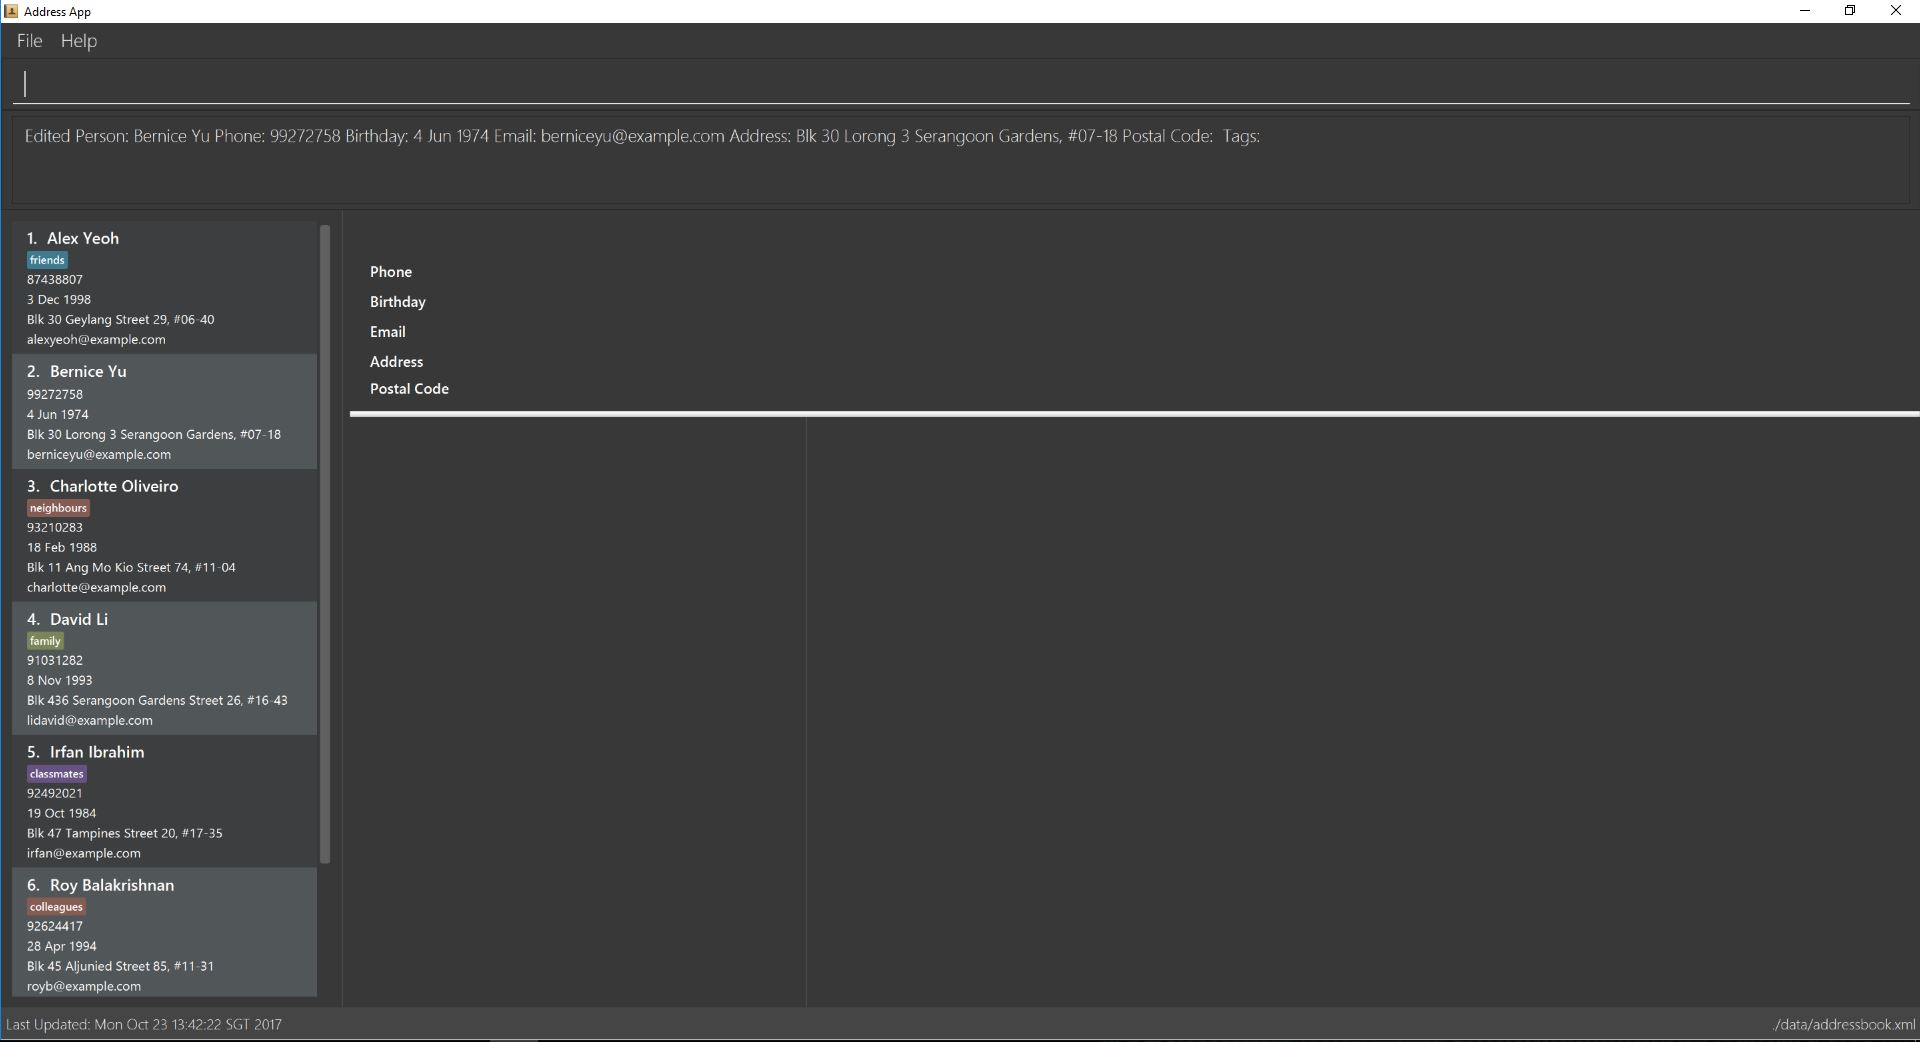 Address App
File Help
Edited Person: Bernice Yu Phone: 99272758 Birthday: 4 Jun 1974 Email: berniceyu@example.com Address: Blk 30 Lorong 3 Serangoon Gardens, #07-18 Postal Code: Tags:
1. Alex Yeoh
friends
87438807
3 Dec 1998
Blk 30 Geylang Street 29, #06-40
alexyeoh@example.com
2. Bernice Yu
99272758
4 Jun 1974
Blk 30 Lorong 3 Serangoon Gardens, #07-18
berniceyu@example.com
3. Charlotte Oliveiro
neighbours
93210283
18 Feb 1988
Blk 11 Ang Mo Kio Street 74, #11-04
charlotte@example.com
4. David Li
family
91031282
8 Nov 1993
Blk 436 Serangoon Gardens Street 26, #16-43
lidavid@example.com
5. Irfan Ibrahim
classmates
92492021
19 Oct 1984
Blk 47 Tampines Street 20, #17-35
irfan@example.com
6. Roy Balakrishnan
colleagues
92624417
28 Apr 1994
Blk 45 Aljunied Street 85, #11-31
royb@example.com
Phone
Birthday
Email
Address
Postal Code
Last Updated: Mon Oct 23 13:42:22 SGT 2017
./data/addressbook.xml